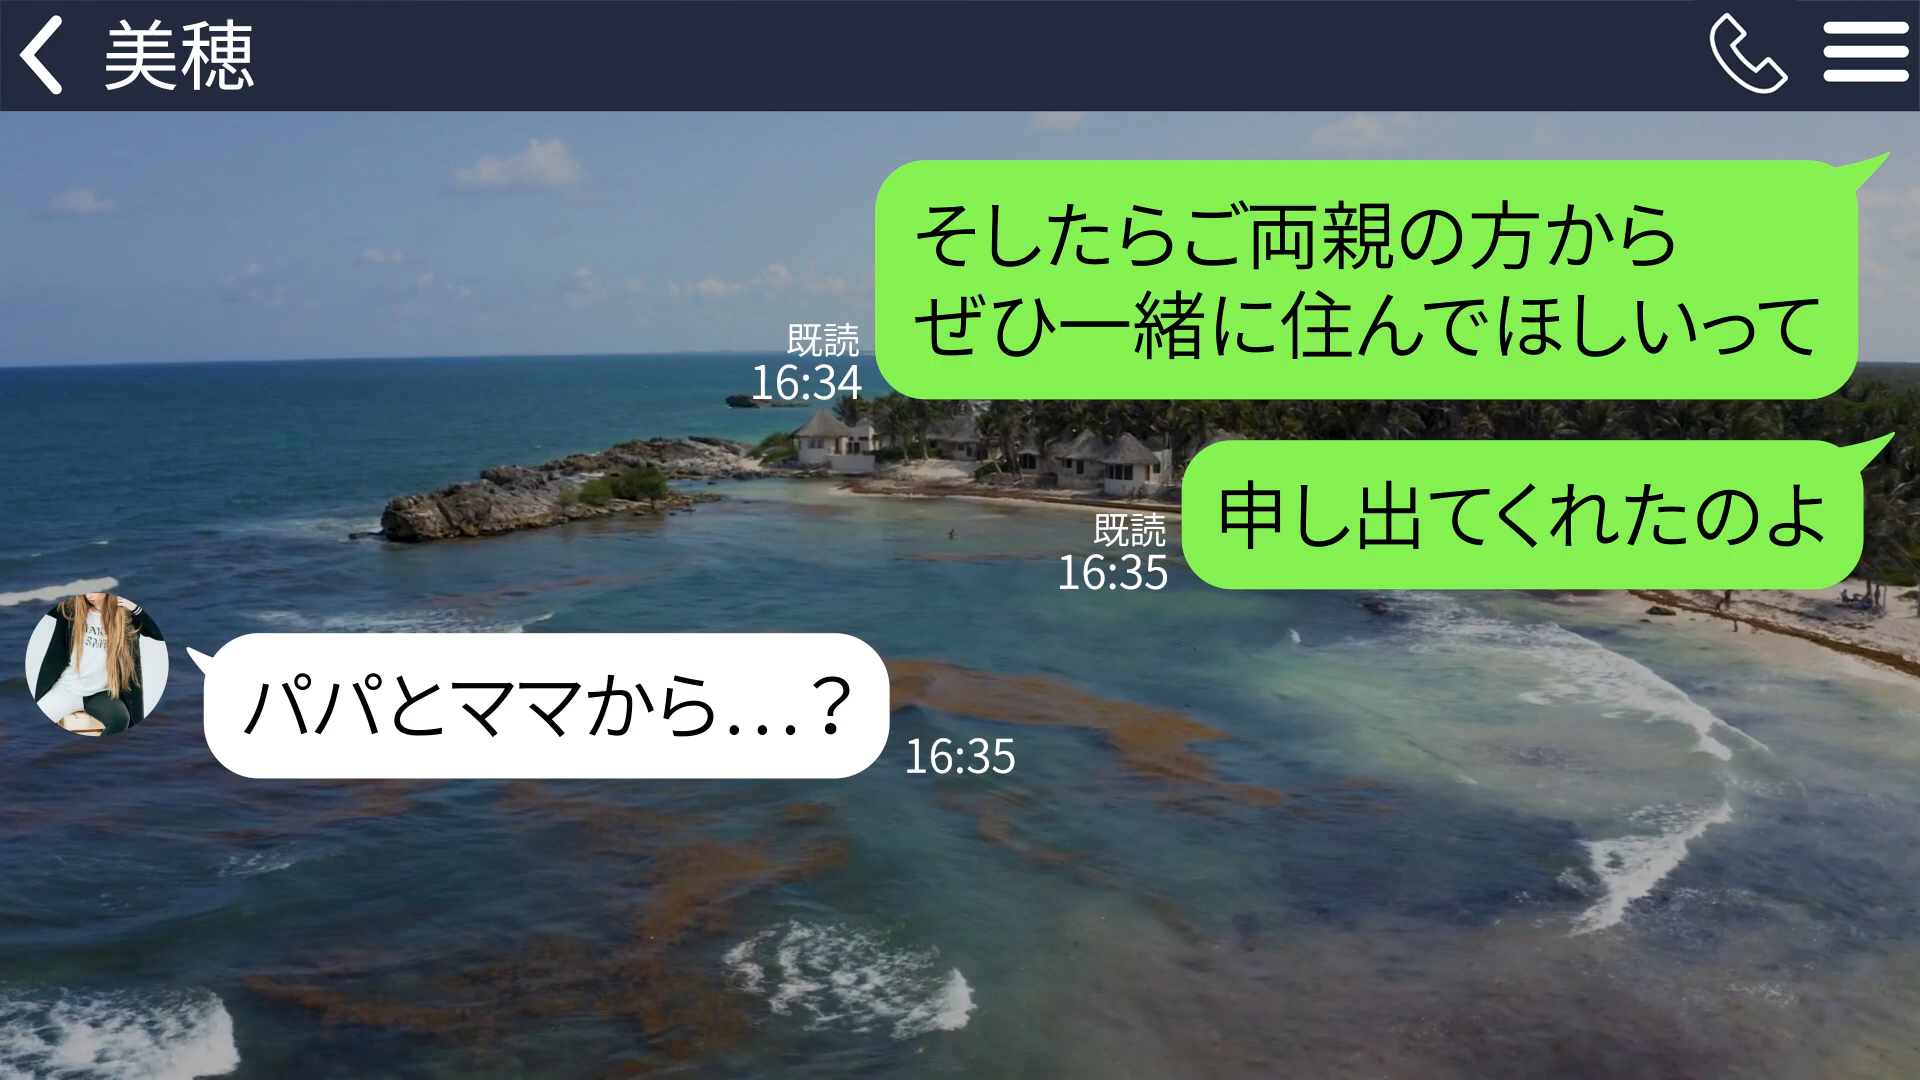 美穂
そしたらご両親の方から
ぜひ一緒に住んでほしいって
既読
16:34
申し出てくれたのよ
既読
16:35
パパとママから…？
16:35